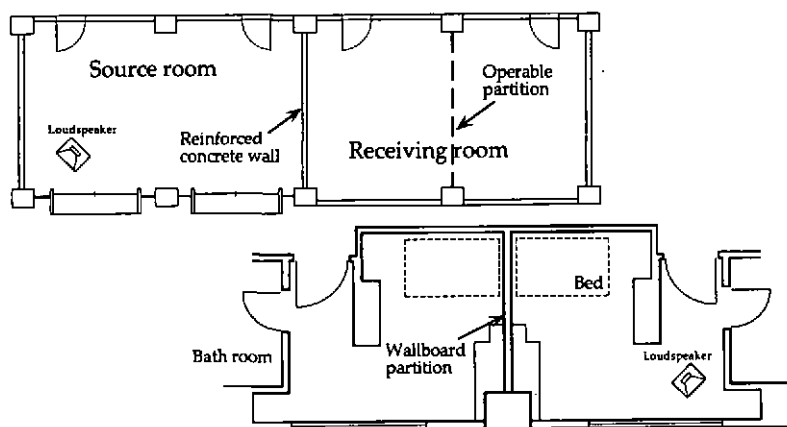 Source room
Loudspeaker
Reinforced
concrete wall
Operable
partition
Receiving room
Bed
Wallboard
partition
Bath room
Loudspeaker